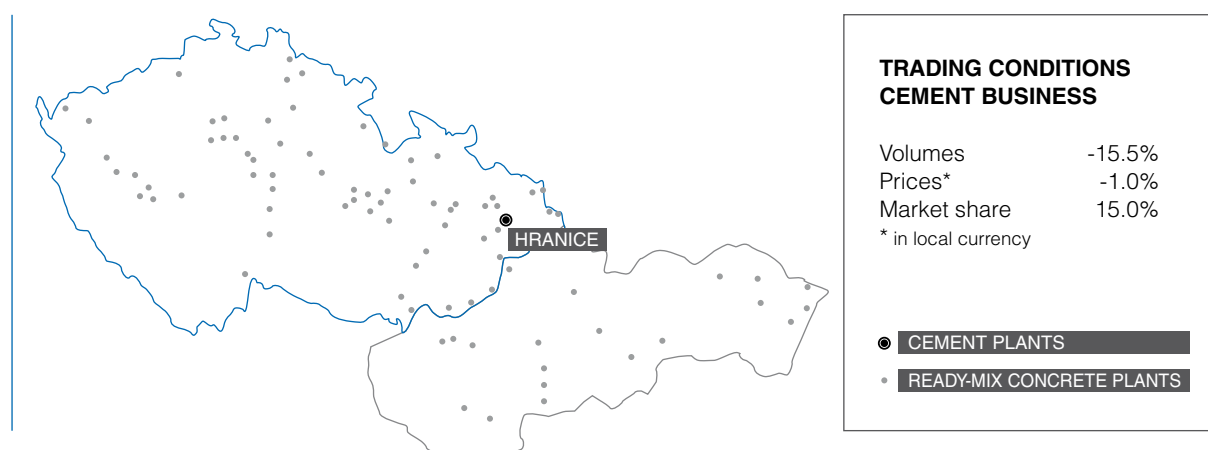 HRANICE
TRADING CONDITIONS
CEMENT BUSINESS
Volumes -15.5%
Prices* -1.0%
Market share 15.0%
* in local currency
CEMENT PLANTS
READY-MIX CONCRETE PLANTS